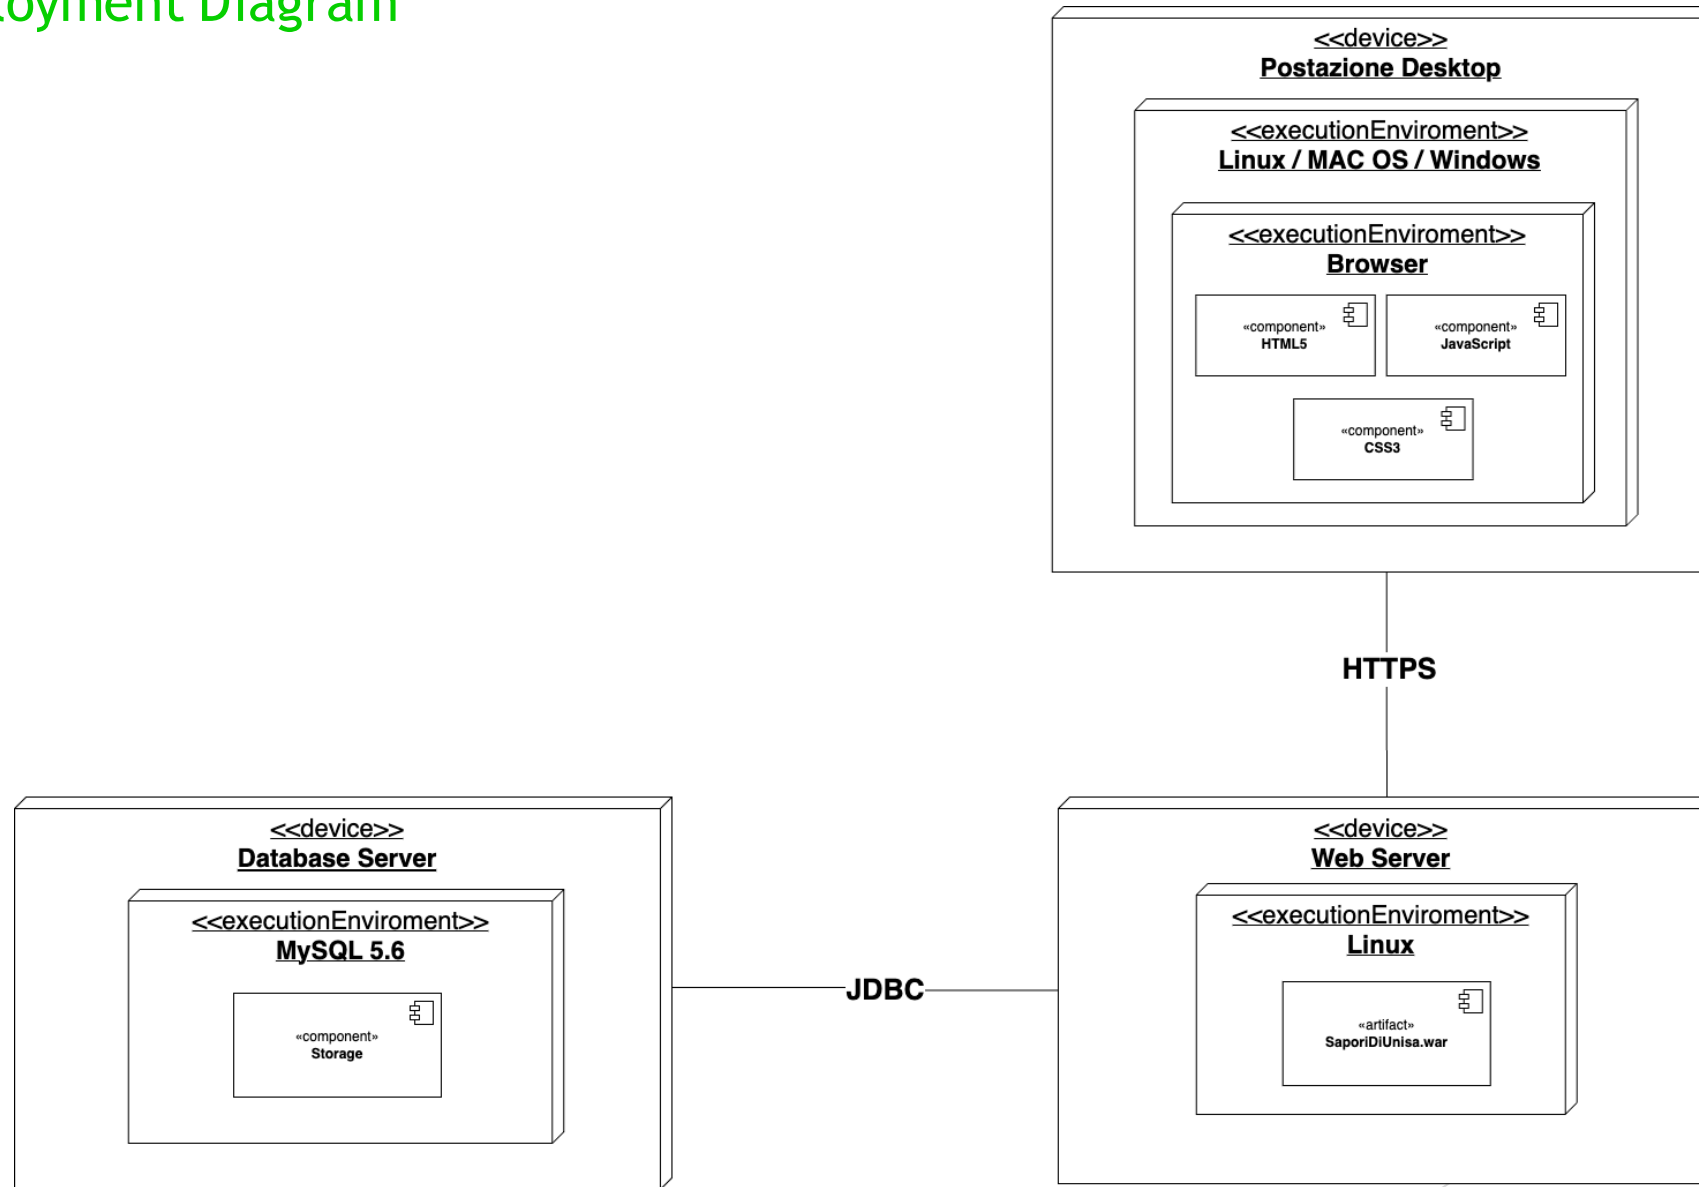 loyment Diagram
<<device>>
Postazione Desktop
<<executionEnviroment>>
Linux / MAC OS / Windows
<<executionEnviroment>>
Browser
«component»
HTML5
«component»
JavaScript
«component»
CSS3
HTTPS
<<device>>
Database Server
<<executionEnviroment>>
MySQL 5.6
«component»
Storage
JDBC
<<device>>
Web Server
<<executionEnviroment>>
Linux
«artifact»
SaporiDiUnisa.war